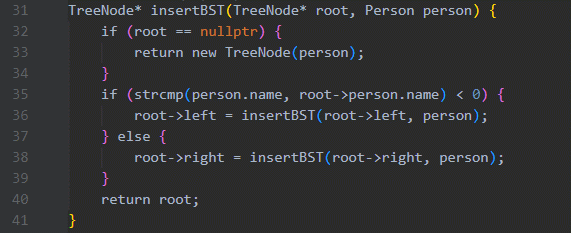 31 TreeNode* insertBST(TreeNode* root, Person person) {
32     if (root == nullptr) {
33         return new TreeNode(person);
34     }
35     if (strcmp(person.name, root->person.name) < 0) {
36         root->left = insertBST(root->left, person);
37     } else {
38         root->right = insertBST(root->right, person);
39     }
40     return root;
41 }